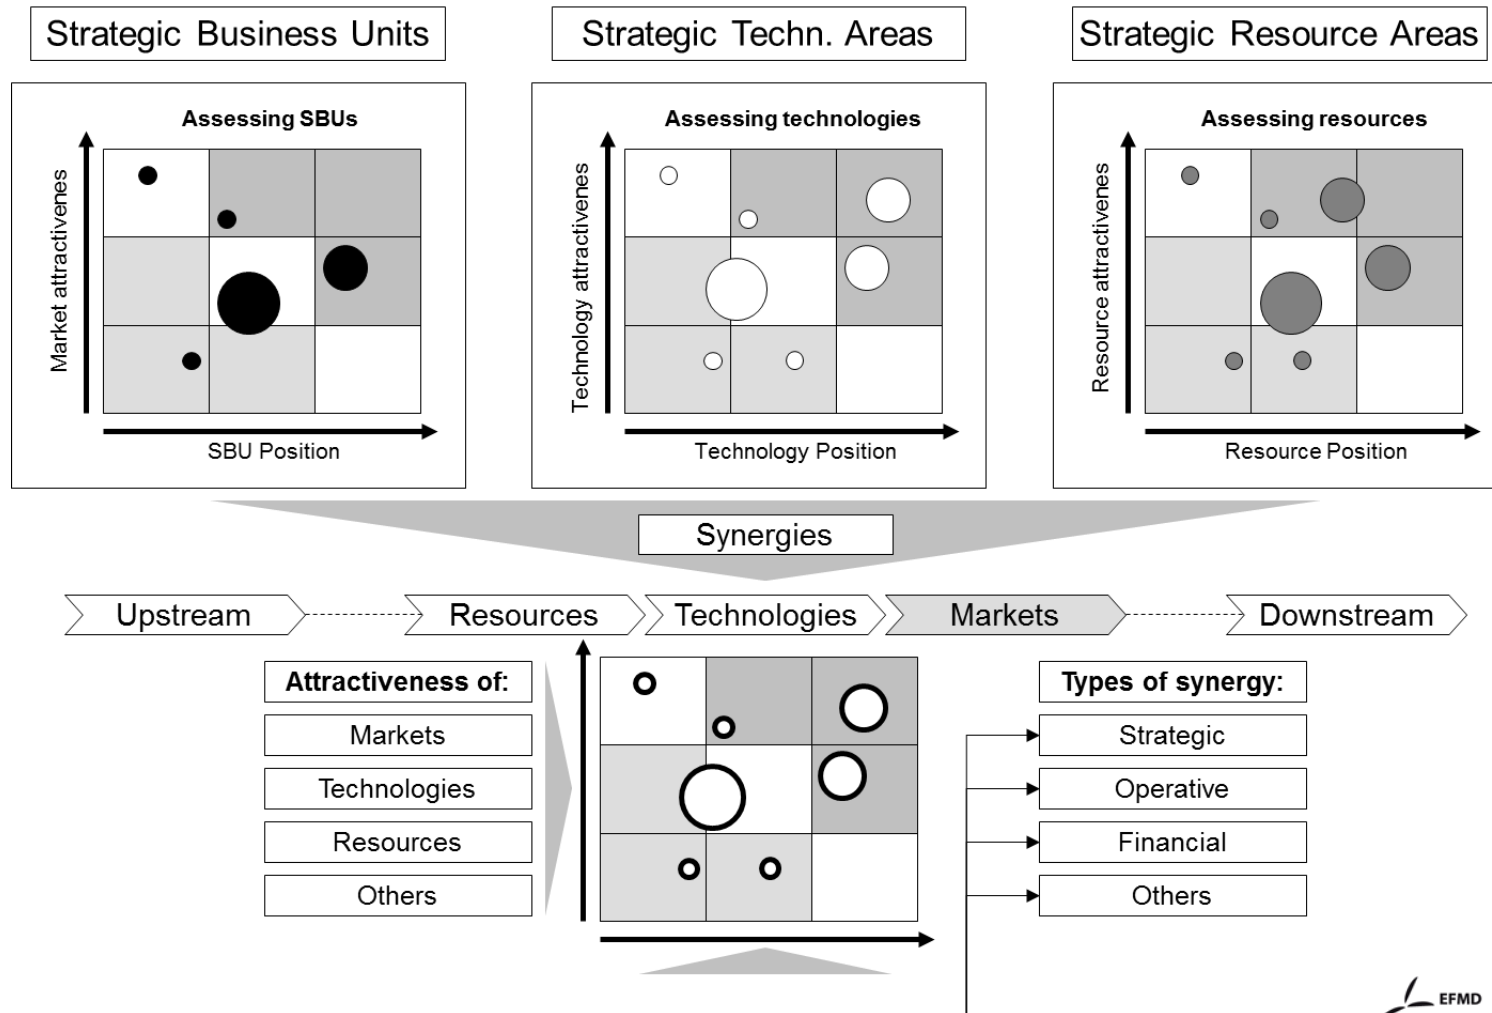 Strategic Business Units
Strategic Techn. Areas
Strategic Resource Areas
Assessing SBUs
Market attractivenes
SBU Position
Assessing technologies
Technology attractivenes
Technology Position
Assessing resources
Resource attractivenes
Resource Position
Synergies
Upstream
Resources
Technologies
Markets
Downstream
Attractiveness of:
Markets
Technologies
Resources
Others
Types of synergy:
Strategic
Operative
Financial
Others
EFMD